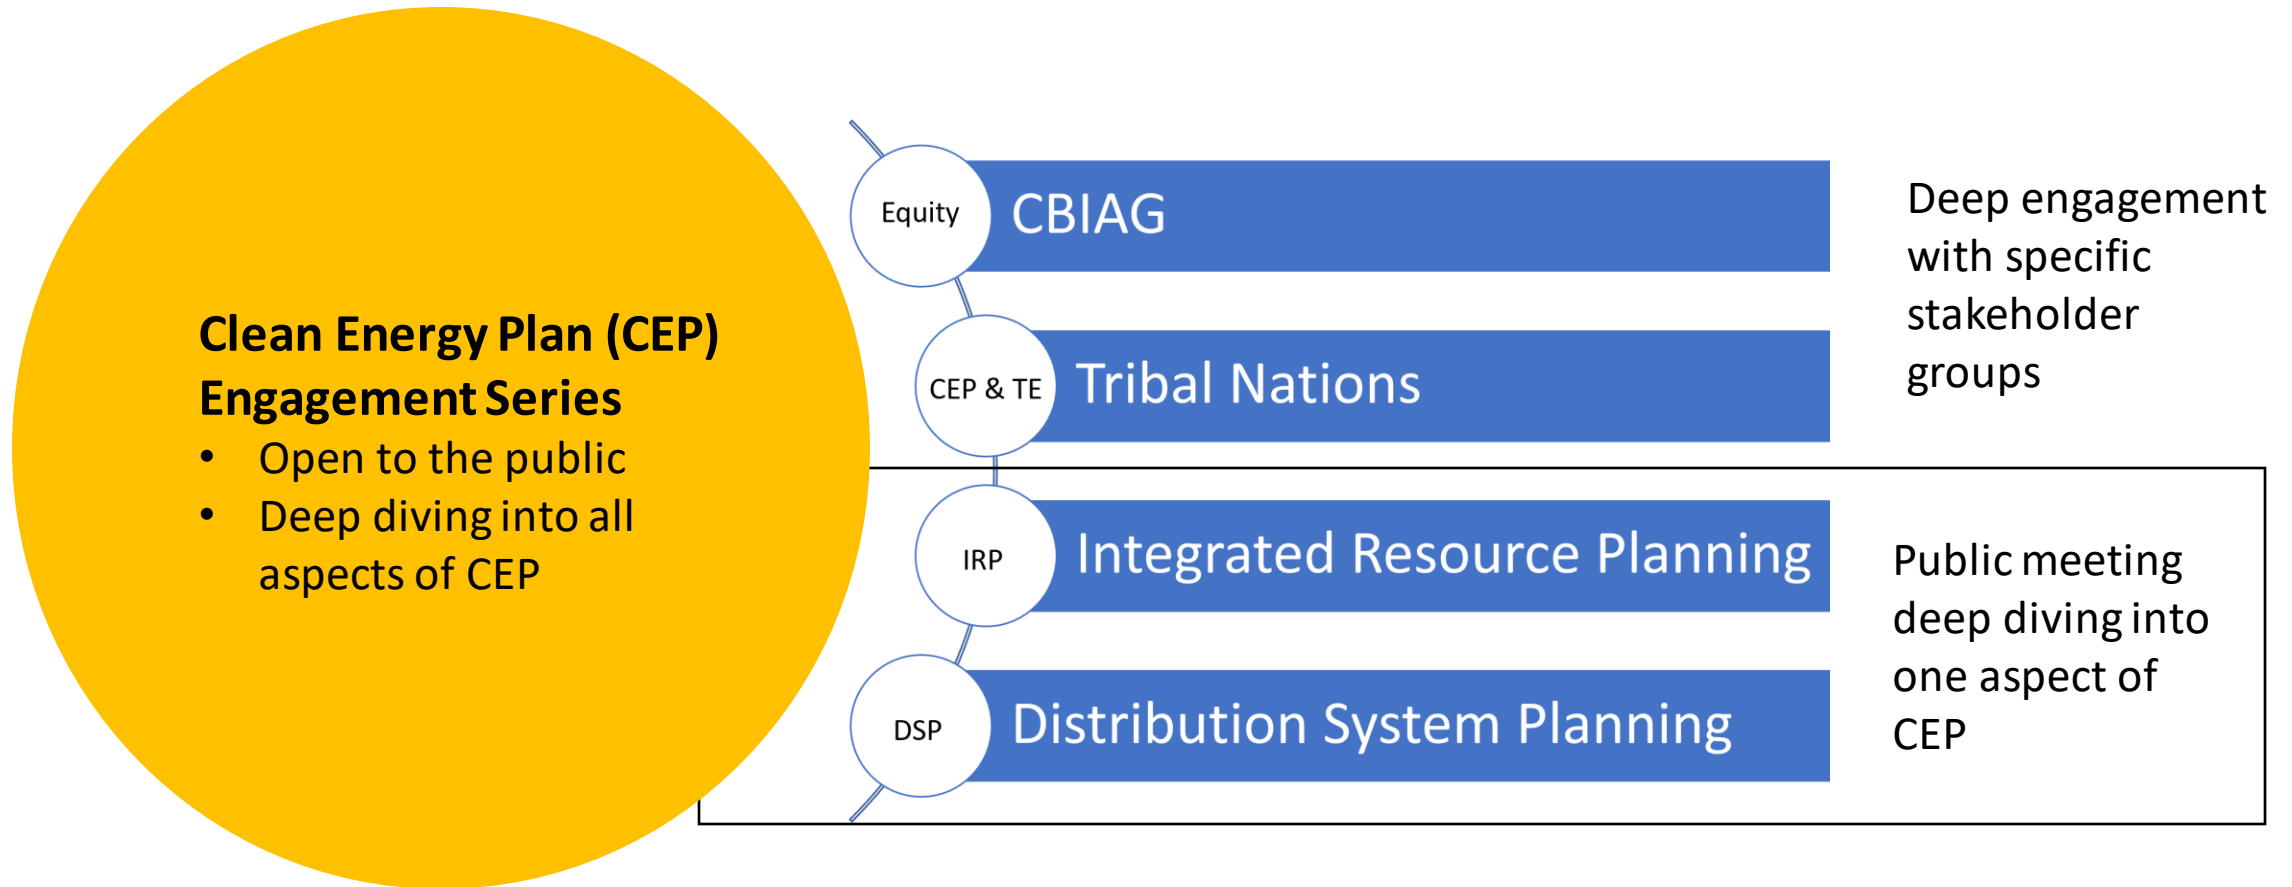 Clean Energy Plan (CEP)
Engagement Series
• Open to the public
• Deep diving into all
aspects of CEP
Equity
CBIAG
CEP & TE
Tribal Nations
Deep engagement
with specific
stakeholder
groups
IRP
Integrated Resource Planning
DSP
Distribution System Planning
Public meeting
deep diving into
one aspect of
CEP